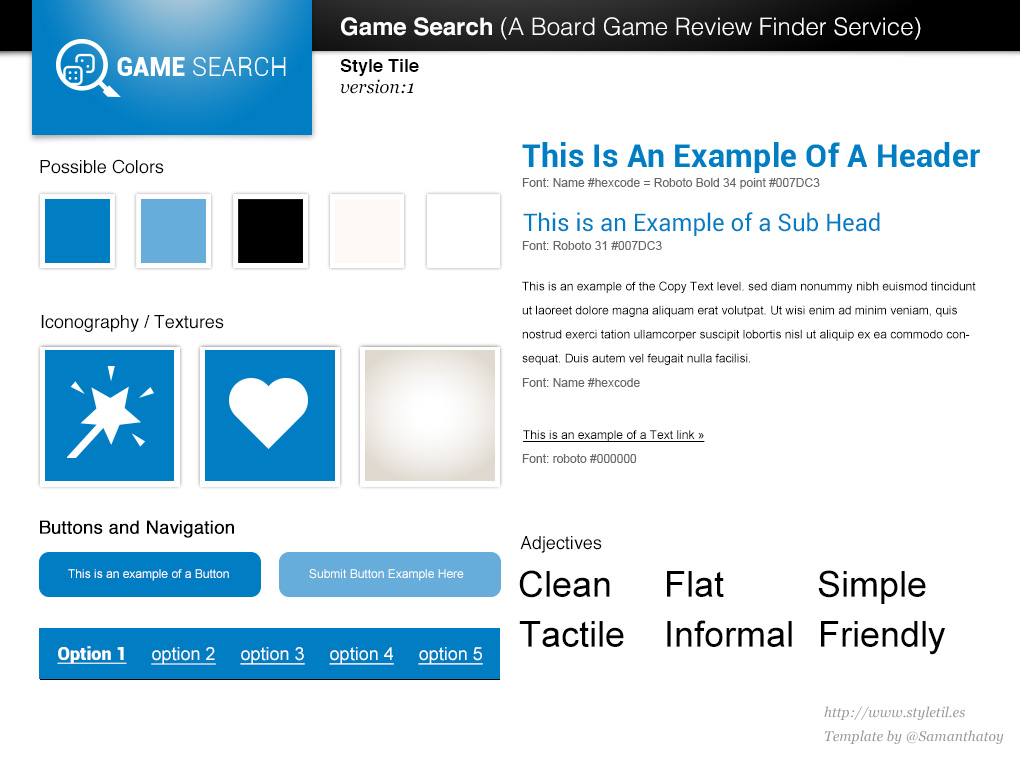 GAME SEARCH
Game Search (A Board Game Review Finder Service)
Style Tile
version:1
Possible Colors
Iconography / Textures
Buttons and Navigation
This is an example of a Button
Submit Button Example Here
Option 1 option 2 option 3 option 4 option 5
This Is An Example Of A Header
Font: Name #hexcode = Roboto Bold 34 point #007DC3
This is an Example of a Sub Head
Font: Roboto 31 #007DC3
This is an example of the Copy Text level. sed diam nonummy nibh euismod tincidunt
ut laoreet dolore magna aliquam erat volutpat. Ut wisi enim ad minim veniam, quis
nostrud exerci tation ullamcorper suscipit lobortis nisl ut aliquip ex ea commodo con-
sequat. Duis autem vel feugait nulla facilisi.
Font: Name #hexcode
This is an example of a Text link »
Font: roboto #000000
Adjectives
Clean Flat Simple
Tactile Informal Friendly
http://www.styletil.es
Template by @Samanthatoy